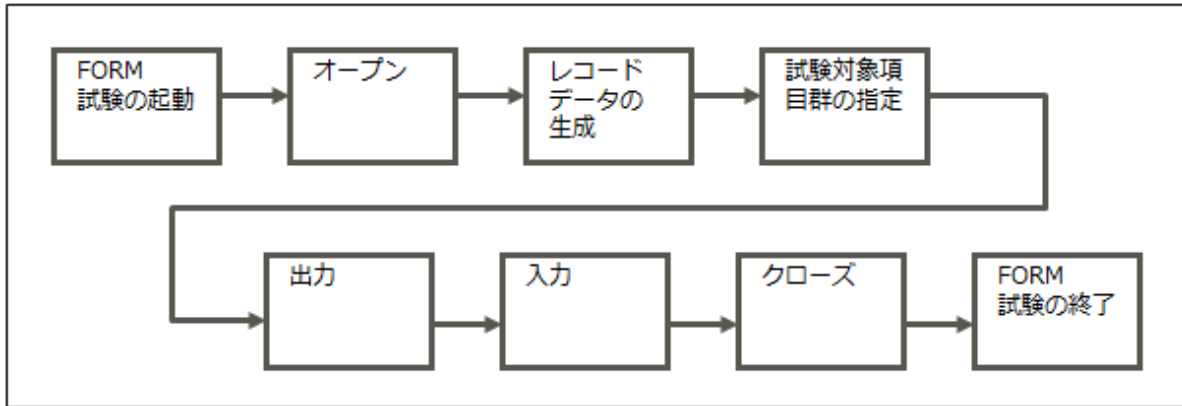 FORM
試験の起動
オープン
レコード
データの
生成
試験対象項
目群の指定
出力
入力
クローズ
FORM
試験の終了